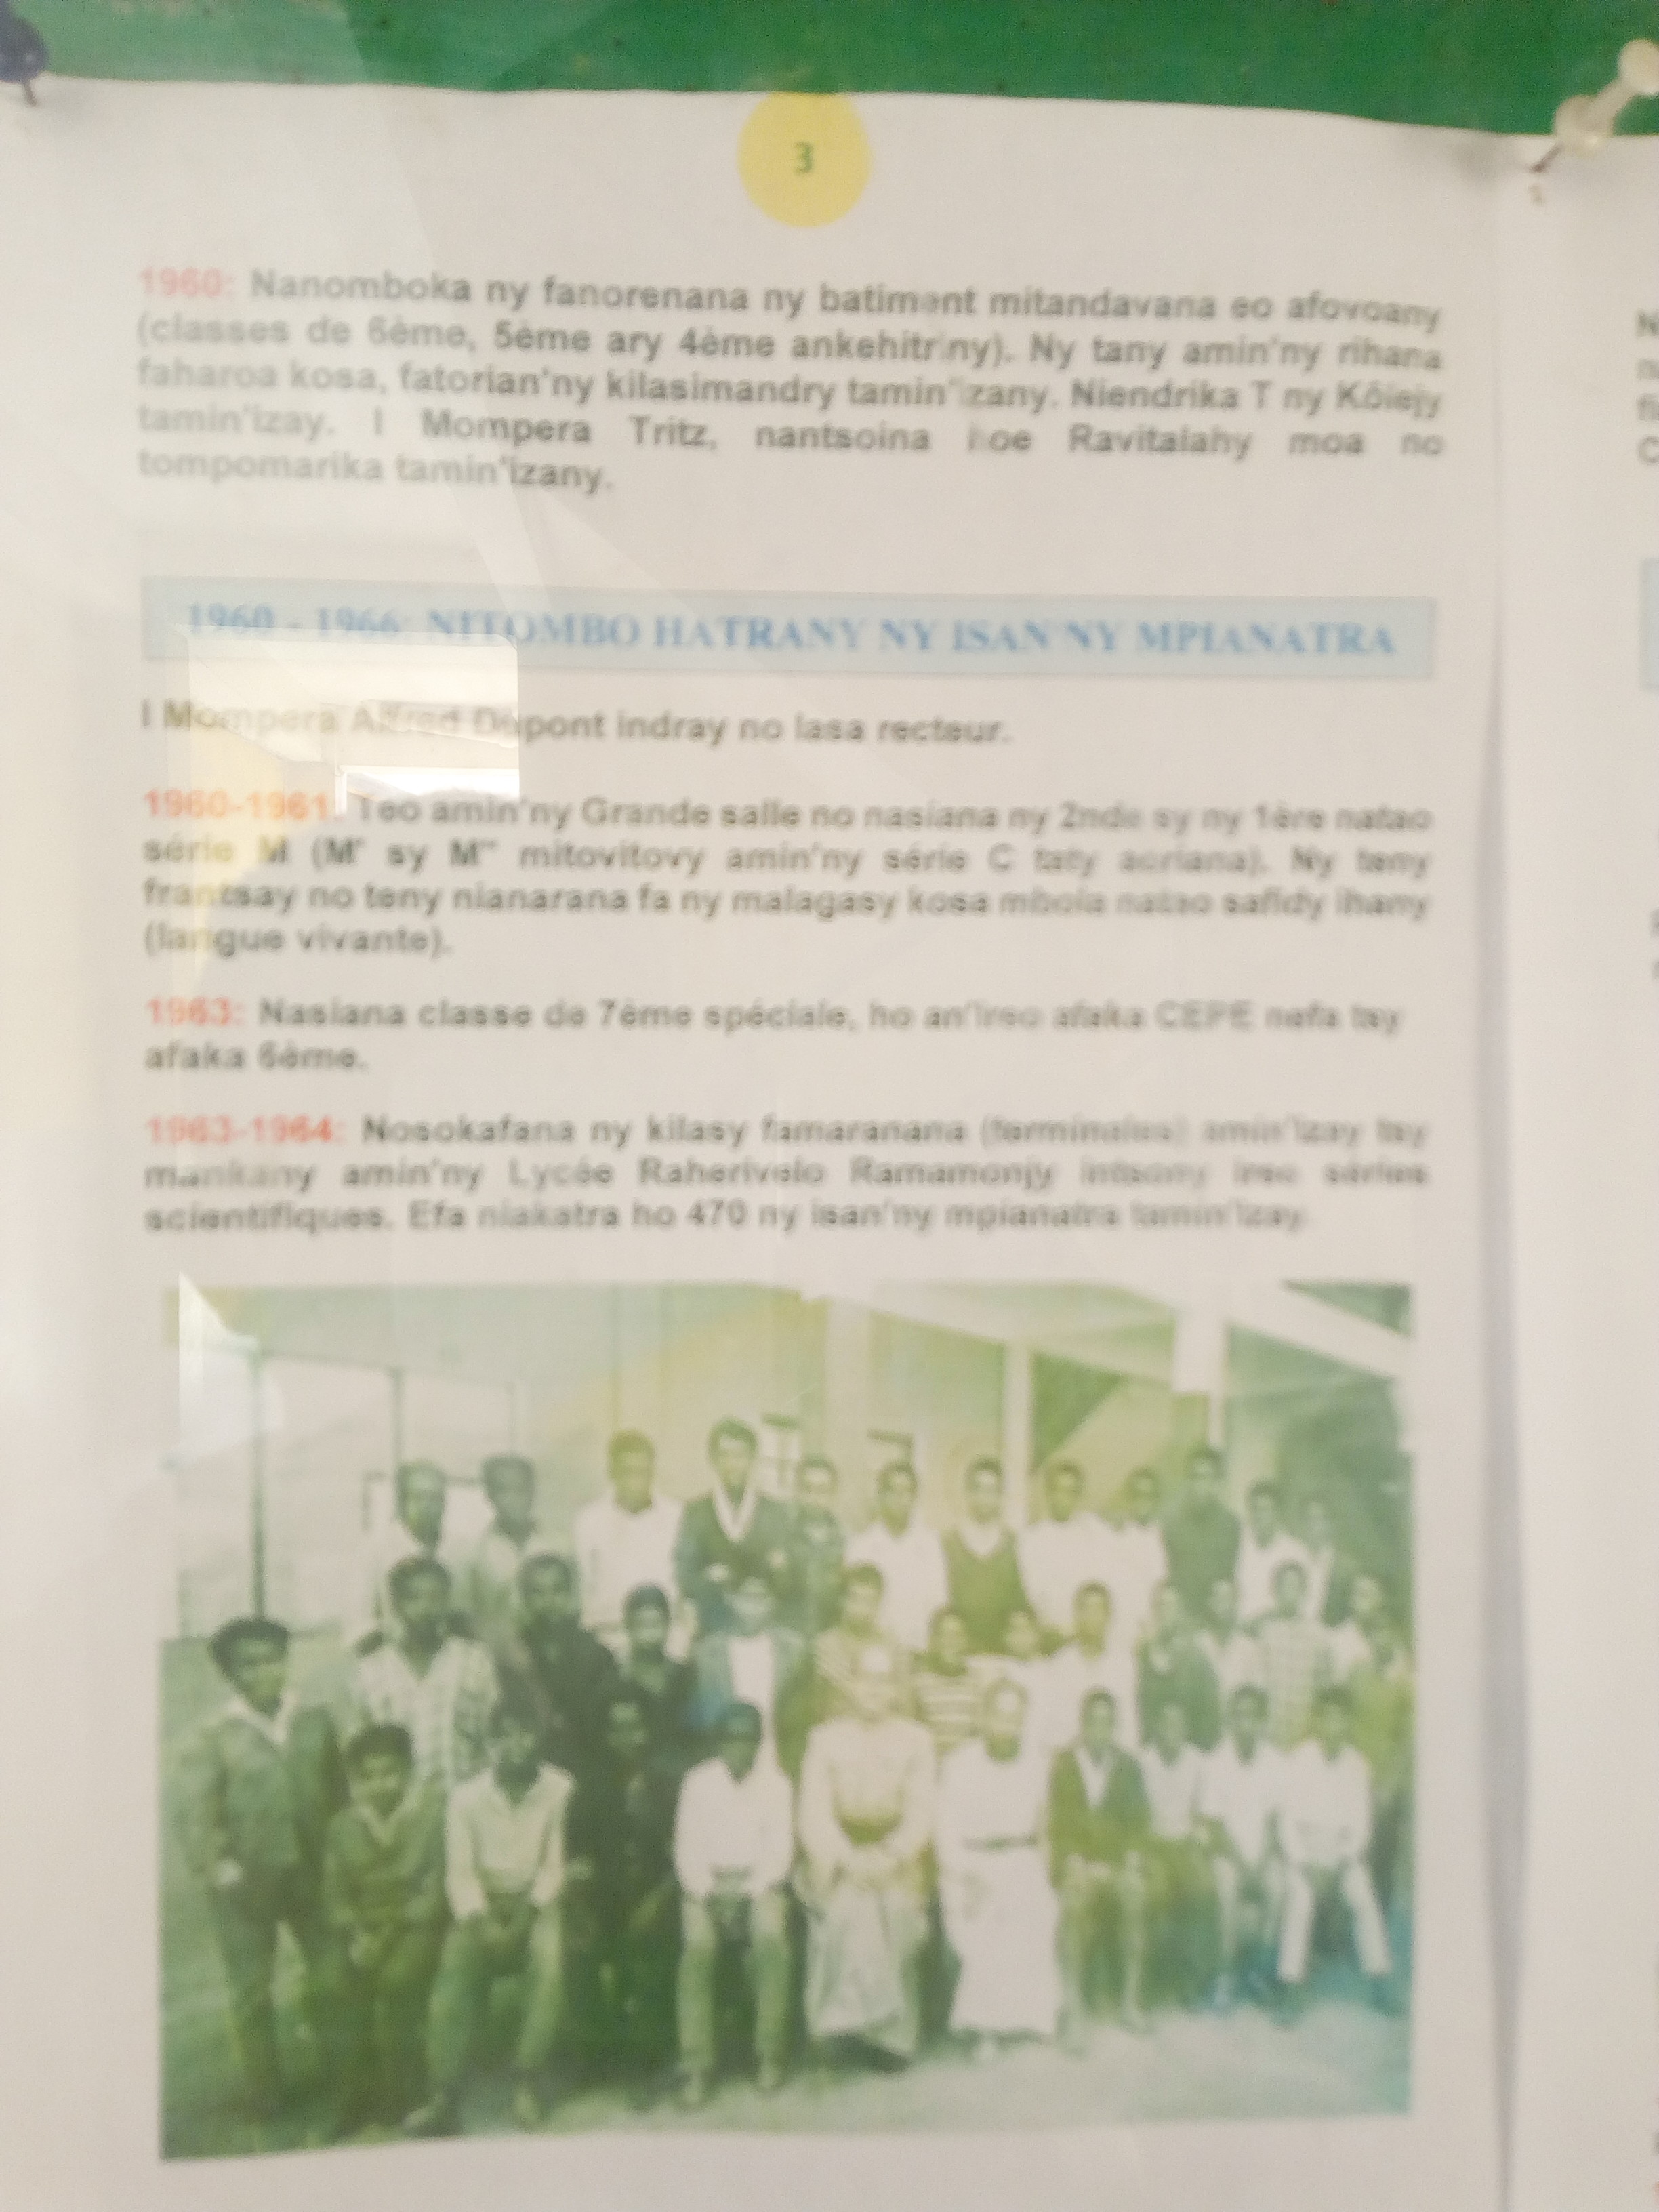 3
1960: Nanomboka ny fanorenana ny batiment mitandavana eo afovoany
(classes de 6ème, 5ème ary 4ème ankehitriny). Ny tany amin'ny rihana
faharoa kosa, fatorian'ny kilasimandry tamin'izany. Niendrika T ny Kôlejy
tamin'izay. I Mompera Tritz, nantsoina hoe Ravitalahy moa no
tompomarika tamin'izany.
1960 - 1966: NITOMBO HATRANY NY ISAN'NY MPIANATRA
I Mompera Alfred Dupont indray no lasa recteur.
1960-1961: Teo amin'ny Grande salle no nasiana ny 2nde sy ny 1ère natao
série M (M' sy M'' mitovitovy amin'ny série C taty aoriana). Ny teny
frantsay no teny nianarana fa ny malagasy kosa mbola natao safidy ihany
(langue vivante).
1963: Nasiana classe de 7ème spéciale, ho an'ireo afaka CEPE nefa tsy
afaka 6ème.
1963-1964: Nosokafana ny kilasy famaranana (terminales) amin'izay tsy
mankany amin'ny Lycée Raherivelo Ramamonjy intsony ireo séries
scientifiques. Efa niakatra ho 470 ny isan'ny mpianatra tamin'izay